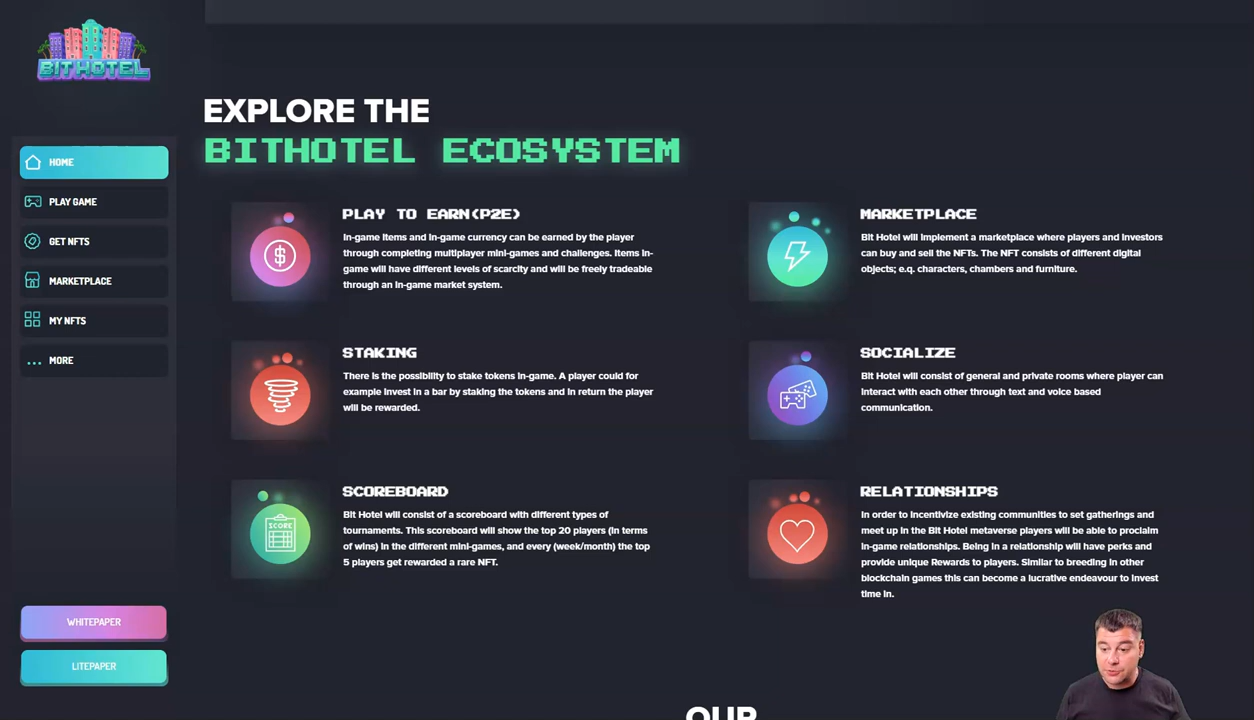 BIT HOTEL
HOME
PLAY GAME
GET NFTS
MARKETPLACE
MY NFTS
MORE
WHITEPAPER
LITEPAPER
EXPLORE THE
BITHOTEL ECOSYSTEM
PLAY TO EARN(P2E)
In-game items and in-game currency can be earned by the player
through completing multiplayer mini-games and challenges. Items in-
game will have different levels of scarcity and will be freely tradeable
through an in-game market system.
MARKETPLACE
Bit Hotel will implement a marketplace where players and investors
can buy and sell the NFTs. The NFT consists of different digital
objects; e.q. characters, chambers and furniture.
STAKING
There is the possibility to stake tokens in-game. A player could for
example invest in a bar by staking the tokens and in return the player
will be rewarded.
SOCIALIZE
Bit Hotel will consist of general and private rooms where player can
interact with each other through text and voice based
communication.
SCORE
SCOREBOARD
Bit Hotel will consist of a scoreboard with different types of
tournaments. This scoreboard will show the top 20 players (in terms
of wins) in the different mini-games, and every (week/month) the top
5 players get rewarded a rare NFT.
RELATIONSHIPS
In order to incentivize existing communities to set gatherings and
meet up in the Bit Hotel metaverse players will be able to proclaim
in-game relationships. Being in a relationship will have perks and
provide unique Rewards to players. Similar to breeding in other
blockchain games this can become a lucrative endeavour to invest
time in.
OUR